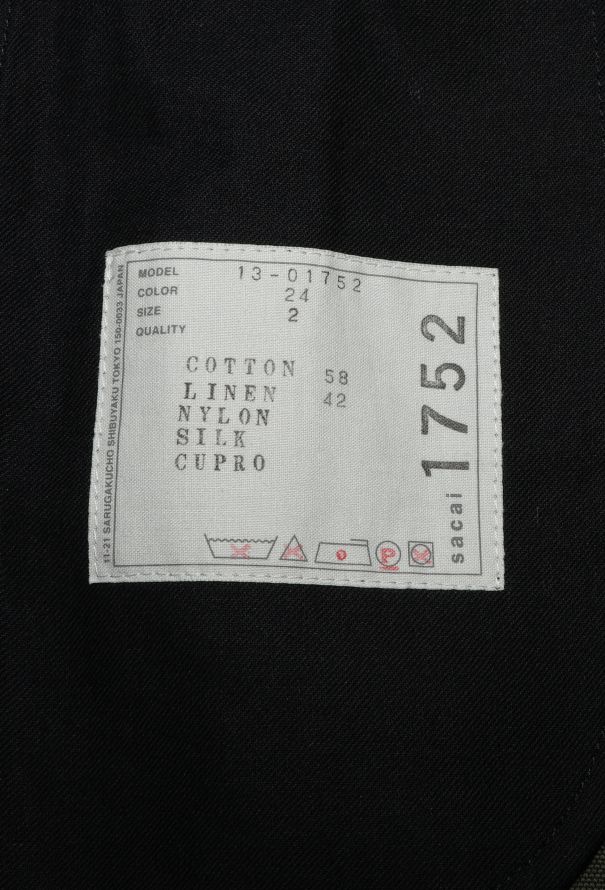 MODEL 13-01752
COLOR 24
SIZE 2
QUALITY
COTTON 58
LINEN 42
NYLON
SILK
CUPRO
P
sacai 1752
11-21 SARUGAKUCHO SHIBUYAKU TOKYO 150-0033 JAPAN